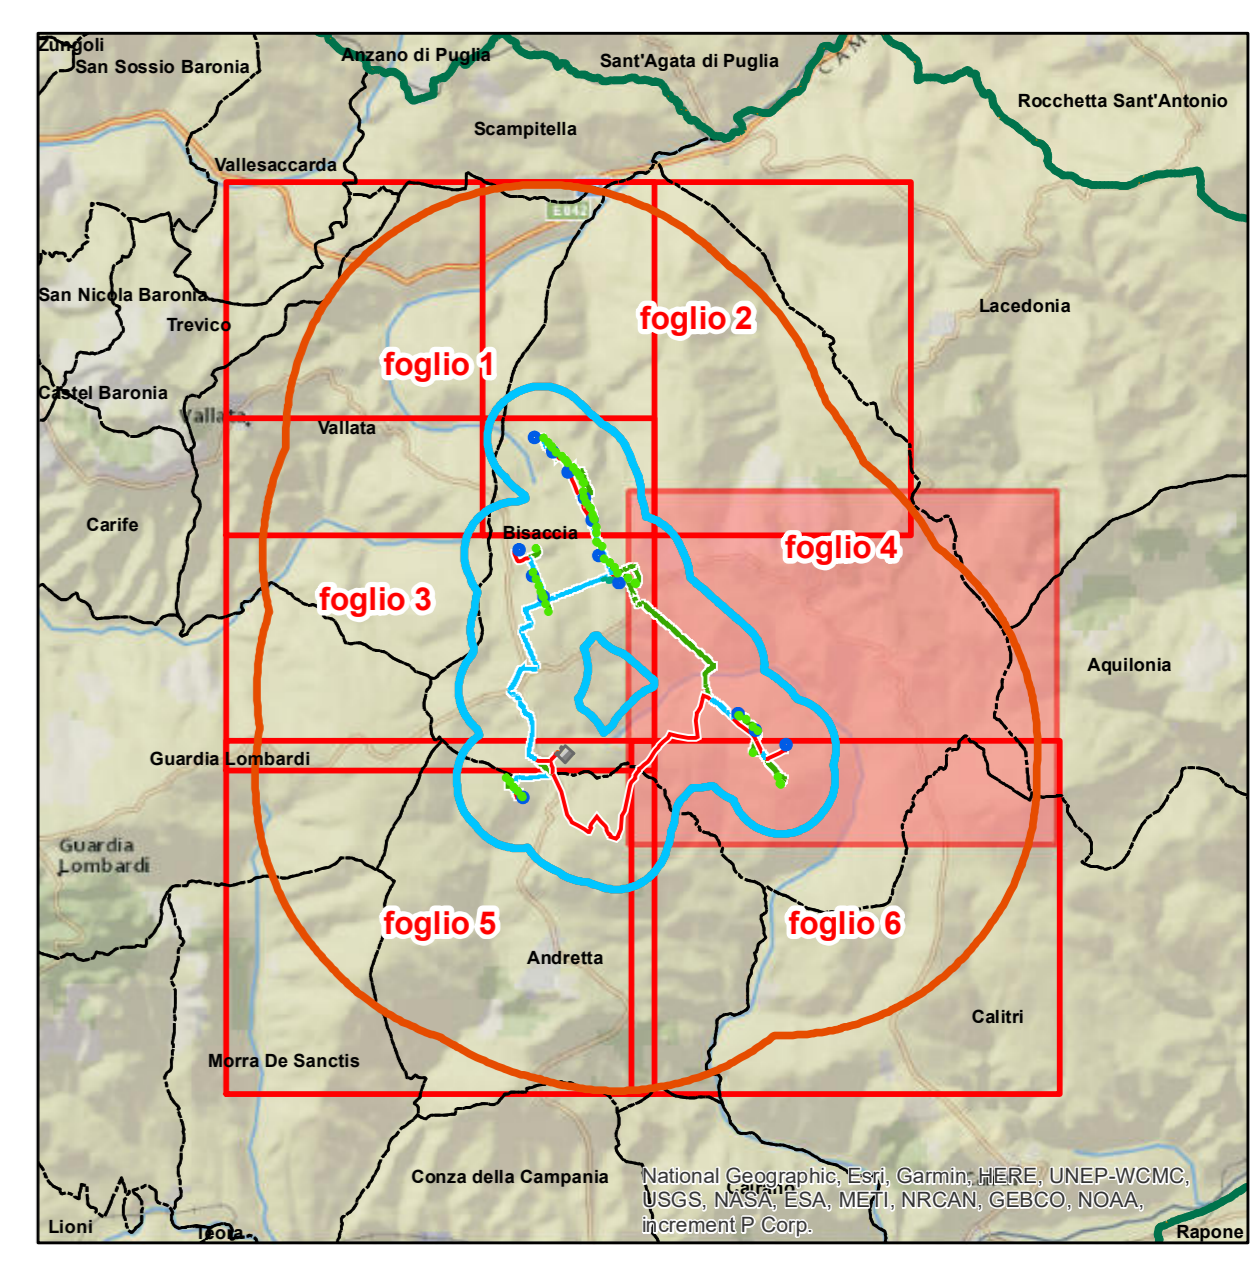 Zungoli
San Sossio Baronia
Anzano di Puglia
Sant'Agata di Puglia
Rocchetta Sant'Antonio
Scampitella
Vallesaccarda
E842
San Nicola Baronia
Trevico
Lacedonia
foglio 2
foglio 1
Castel Baronia
Vallata
Vallata
Carife
Bisaccia
foglio 4
foglio 3
Aquilonia
Guardia Lombardi
Guardia
Lombardi
foglio 5
foglio 6
Andretta
Calitri
Morra De Sanctis
Conza della Campania
National Geographic, Esri, Garmin, HERE, UNEP-WCMC,
USGS, NASA, ESA, METI, NRCAN, GEBCO, NOAA,
increment P Corp.
Cairano
Lioni
Teora
Rapone